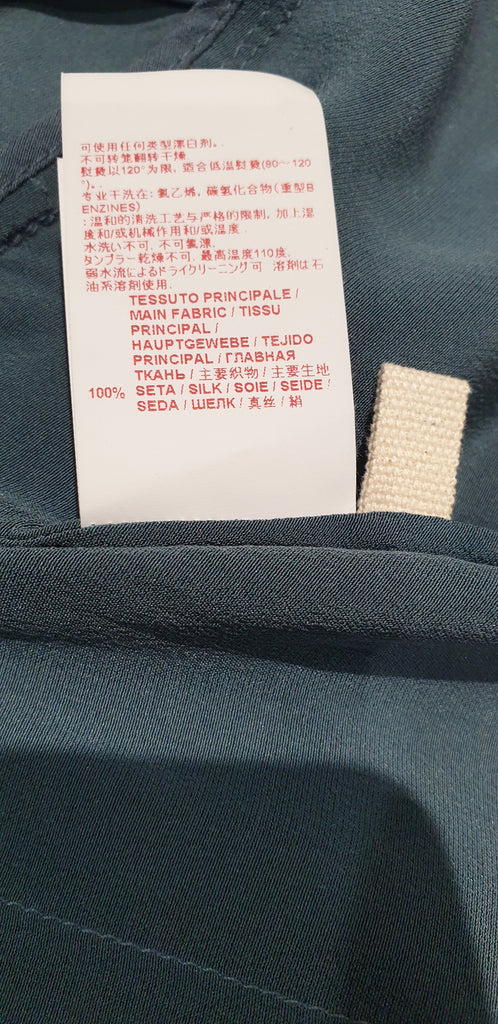 可使用任何类型漂白剂。
不可转笼翻转干燥.
熨燙以120°为限, 适合低温熨燙(80～120
°)。.
专业干洗在: 氯乙烯, 碳氢化合物 (重型B
ENZINES)
: 温和的清洗工艺与严格的限制, 加上湿
度和/或机械作用和/或温度.
水洗い不可, 不可氯漂.
タンブラー乾燥不可. 最高温度110度.
弱水流によるドライクリーニング可 溶剤は石
油系溶剤使用.
TESSUTO PRINCIPALE /
MAIN FABRIC / TISSU
PRINCIPAL /
HAUPTGEWEBE / TEJIDO
PRINCIPAL / ГЛАВНАЯ
ТКАНЬ / 主要织物 / 主要生地
100% SETA / SILK / SOIE / SEIDE /
SEDA / ШЕЛК / 真丝 / 絹